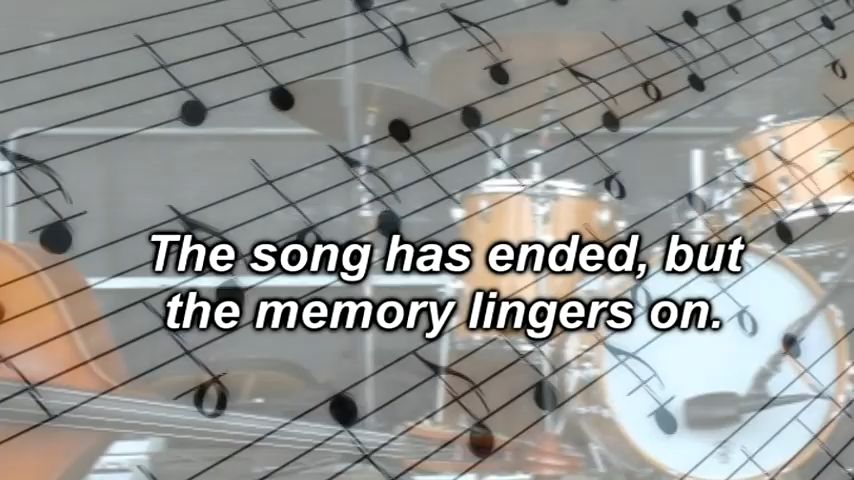 The song has ended, but
the memory lingers on.